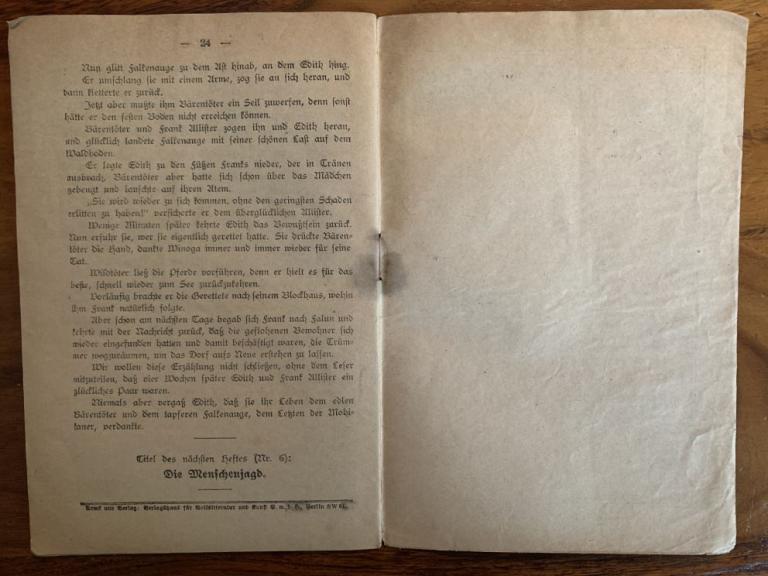 — 24 —
Nun glitt Falkenauge zu dem Ast hinab, an dem Edith hing.
Er umschlang sie mit einem Arme, zog sie an sich heran, und
dann kletterte er zurück.
Jetzt aber mußte ihm Bärentöter ein Seil zuwerfen, denn sonst
hätte er den festen Boden nicht erreichen können.
Bärentöter und Frank Allister zogen ihn und Edith heran,
und glücklich landete Falkenauge mit seiner schönen Last auf dem
Waldboden.
Er legte Edith zu den Füßen Franks nieder, der in Tränen
ausbrach. Bärentöter aber hatte sich schon über das Mädchen
gebeugt und lauschte auf ihren Atem.
„Sie wird wieder zu sich kommen, ohne den geringsten Schaden
erlitten zu haben!“ versicherte er dem überglücklichen Allister.
Wenige Minuten später kehrte Edith das Bewußtsein zurück.
Nun erfuhr sie, wer sie eigentlich gerettet hatte. Sie drückte Bären-
töter die Hand, dankte Winoga immer und immer wieder für seine
Tat.
Wildtöter ließ die Pferde vorführen, denn er hielt es für das
beste, schnell wieder zum See zurückzukehren.
Vorläufig brachte er die Gerettete nach seinem Blockhaus, wohin
ihm Frank natürlich folgte.
Aber schon am nächsten Tage begab sich Frank nach Falun und
kehrte mit der Nachricht zurück, daß die geflohenen Bewohner sich
wieder eingefunden hatten und damit beschäftigt waren, die Trüm-
mer wegzuräumen, um das Dorf aufs Neue erstehen zu lassen.
Wir wollen diese Erzählung nicht schließen, ohne dem Leser
mitzuteilen, daß vier Wochen später Edith und Frank Allister ein
glückliches Paar waren.
Niemals aber vergaß Edith, daß sie ihr Leben dem edlen
Bärentöter und dem tapferen Falkenauge, dem Letzten der Mohi-
kaner, verdankte.
Titel des nächsten Heftes (Nr. 6):
Die Menschenjagd.
Druck und Verlag: Verlagshaus für Volksliteratur und Kunst G. m. b. H., Berlin SW 61.